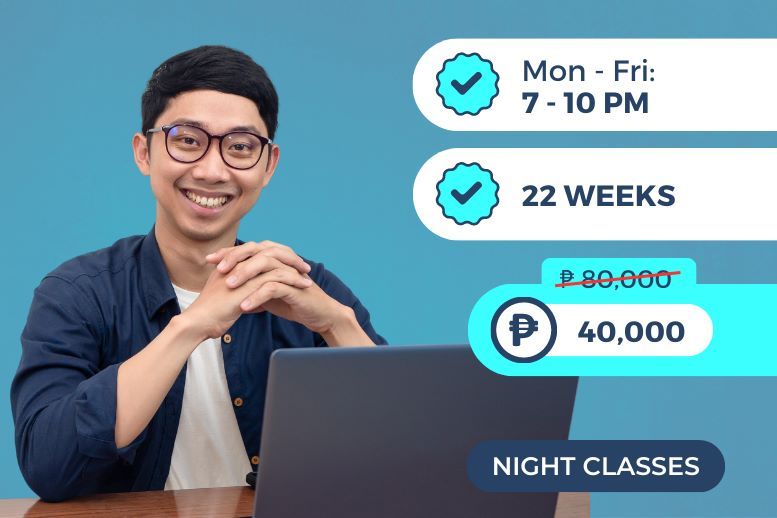 Mon - Fri:
7 - 10 PM
22 WEEKS
₱ 80,000
₱ 40,000
NIGHT CLASSES